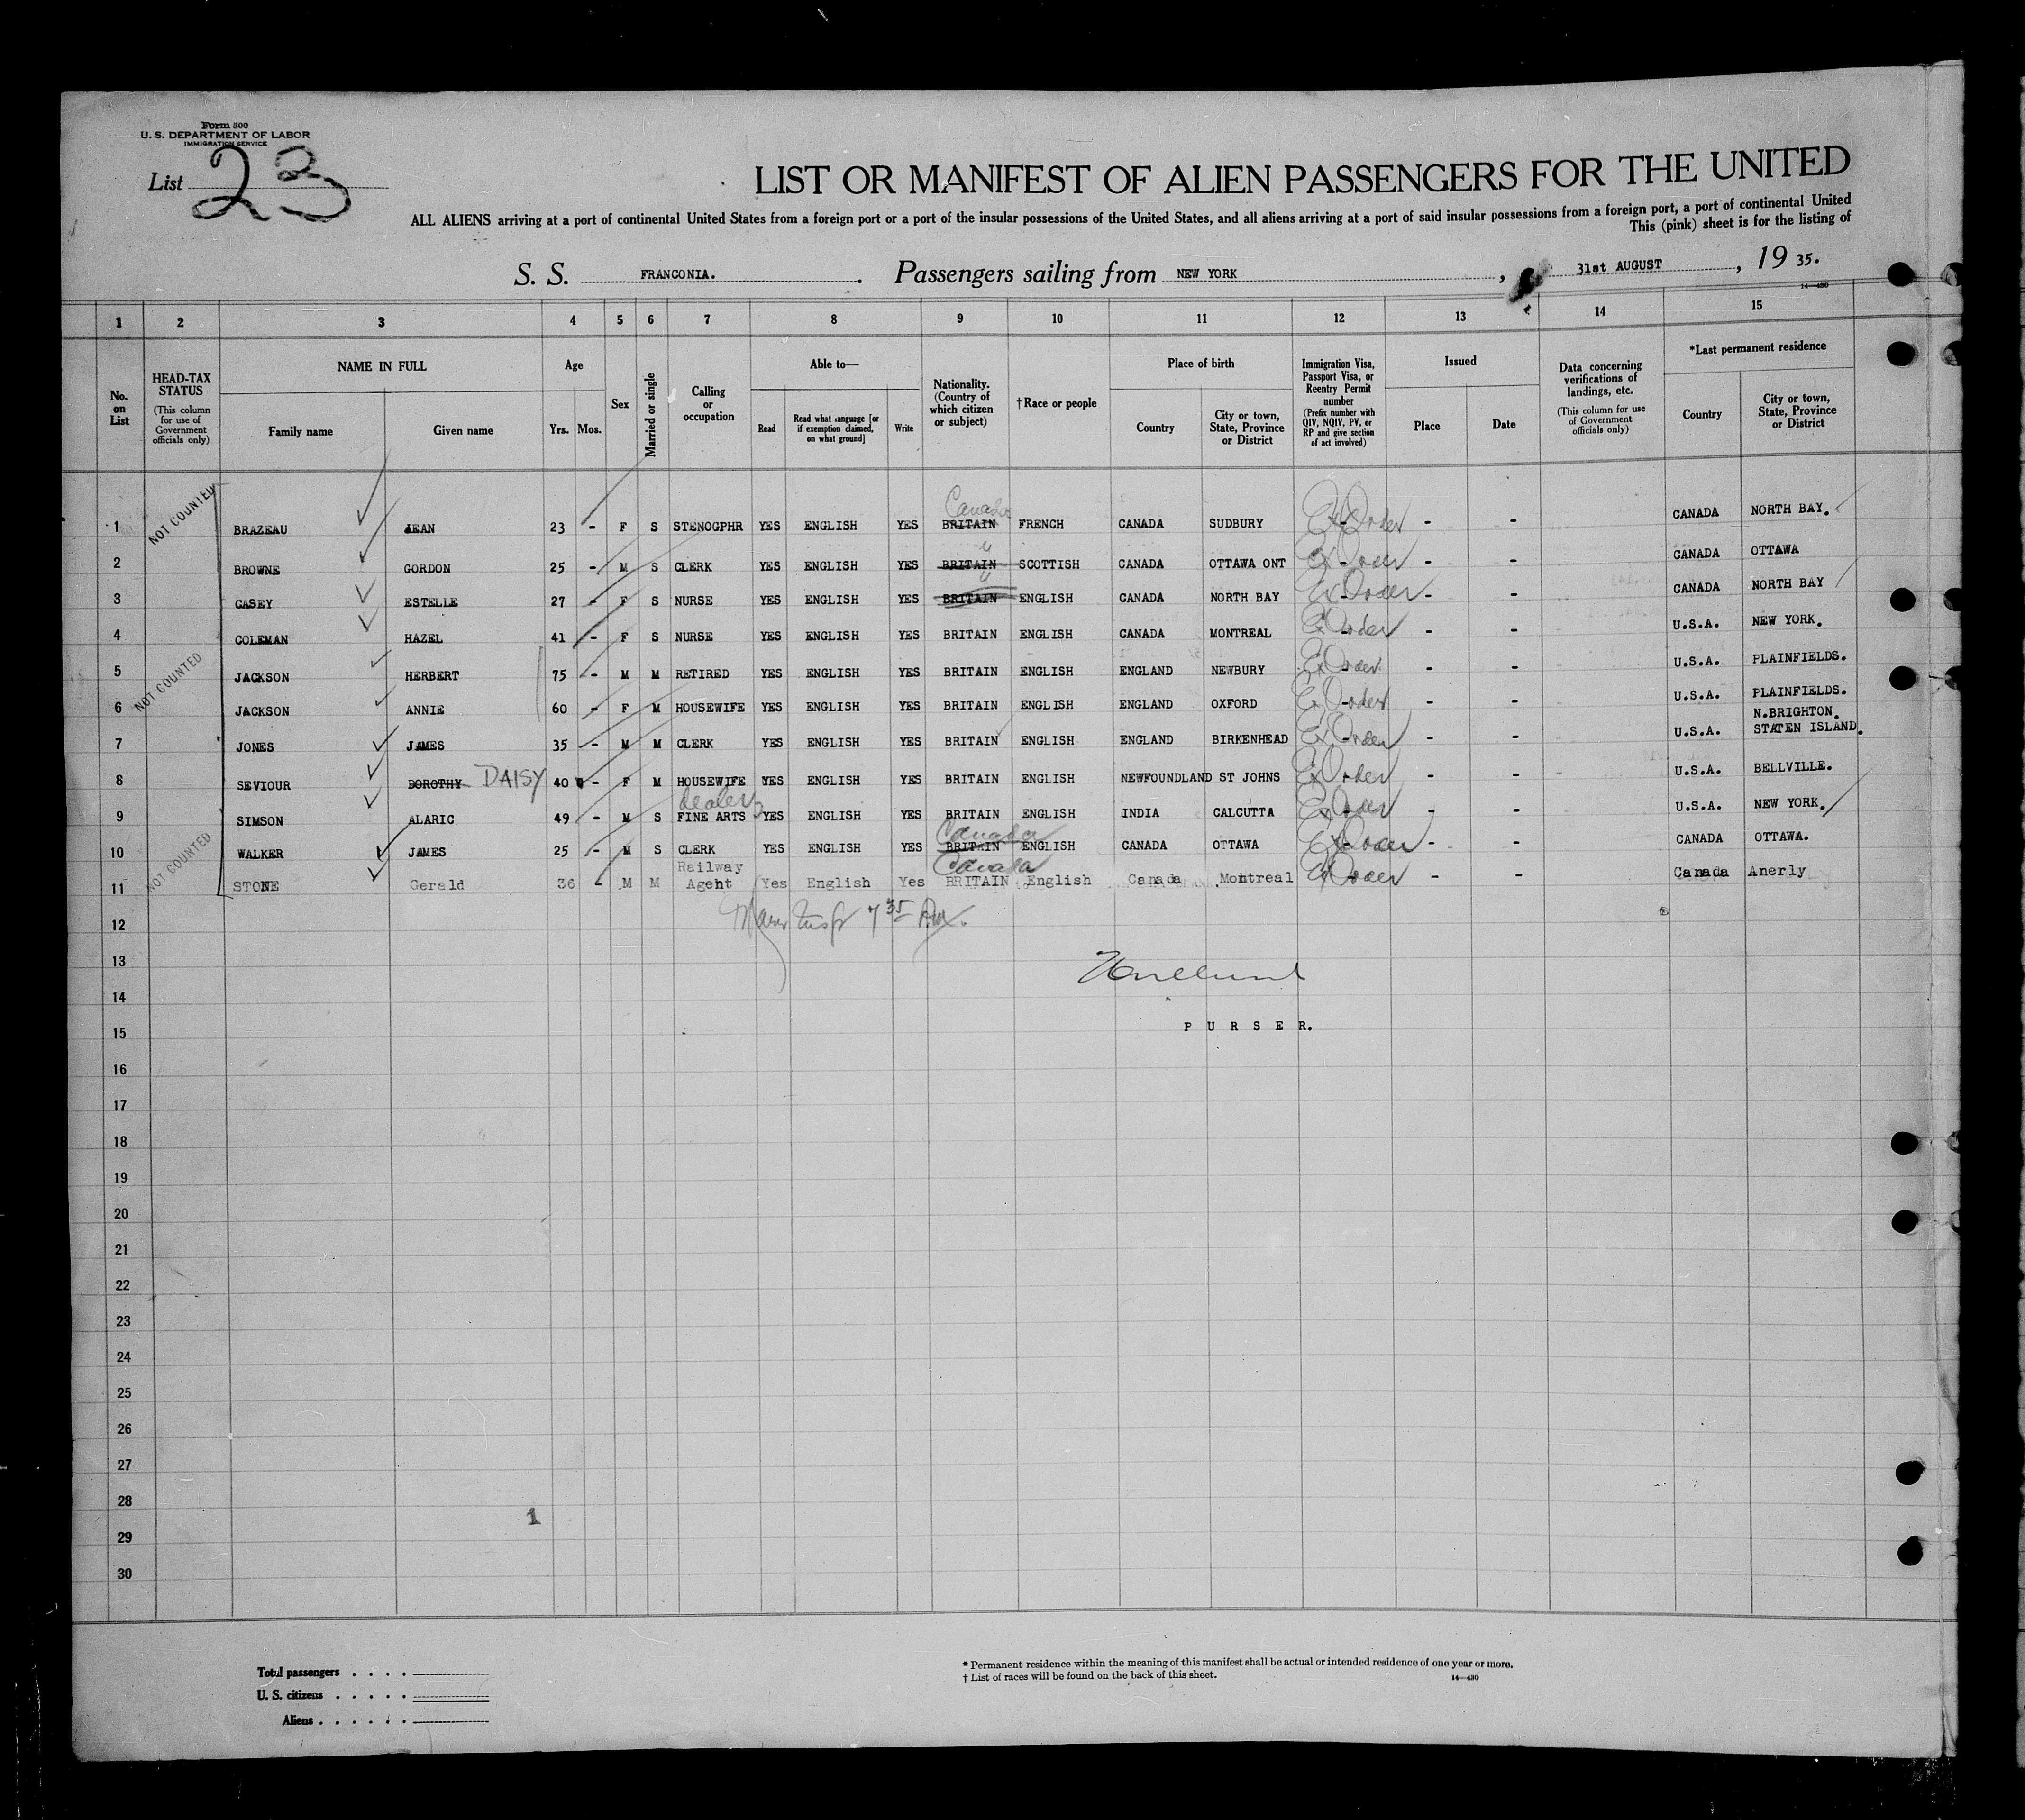 Form 500
U. S. DEPARTMENT OF LABOR
IMMIGRATION SERVICE
List 23
LIST OR MANIFEST OF ALIEN PASSENGERS FOR THE UNITED
ALL ALIENS arriving at a port of continental United States from a foreign port or a port of the insular possessions of the United States, and all aliens arriving at a port of said insular possessions from a foreign port, a port of continental United
This (pink) sheet is for the listing of
S. S. FRANCONIA. Passengers sailing from NEW YORK , 31st AUGUST , 19 35.
14—430
1 2 3 4 5 6 7 8 9 10 11 12 13 14 15
No. on List
HEAD-TAX STATUS
(This column for use of Government officials only)
NAME IN FULL
Family name
Given name
Age
Yrs.
Mos.
Sex
Married or single
Calling or occupation
Able to—
Read
Read what language [or if exemption claimed, on what ground]
Write
Nationality. (Country of which citizen or subject)
†Race or people
Place of birth
Country
City or town, State, Province or District
Immigration Visa, Passport Visa, or Reentry Permit number
(Prefix number with QIV, NQIV, PV, or RP and give section of act involved)
Issued
Place
Date
Data concerning verifications of landings, etc.
(This column for use of Government officials only)
*Last permanent residence
Country
City or town, State, Province or District
NOT COUNTED
Canada
1 BRAZEAU JEAN 23 - F S STENOGPHR YES ENGLISH YES BRITAIN FRENCH CANADA SUDBURY Ex Order - - CANADA NORTH BAY.
"
2 BROWNE GORDON 25 - M S CLERK YES ENGLISH YES BRITAIN SCOTTISH CANADA OTTAWA ONT Ex Order - - CANADA OTTAWA
"
3 CASEY ESTELLE 27 - F S NURSE YES ENGLISH YES BRITAIN ENGLISH CANADA NORTH BAY Ex Order - - CANADA NORTH BAY
4 COLEMAN HAZEL 41 - F S NURSE YES ENGLISH YES BRITAIN ENGLISH CANADA MONTREAL Ex Order - - U.S.A. NEW YORK.
NOT COUNTED
5 JACKSON HERBERT 75 - M M RETIRED YES ENGLISH YES BRITAIN ENGLISH ENGLAND NEWBURY Ex Order - - U.S.A. PLAINFIELDS.
6 JACKSON ANNIE 60 - F M HOUSEWIFE YES ENGLISH YES BRITAIN ENGLISH ENGLAND OXFORD Ex Order - - U.S.A. PLAINFIELDS.
N.BRIGHTON.
7 JONES JAMES 35 - M M CLERK YES ENGLISH YES BRITAIN ENGLISH ENGLAND BIRKENHEAD Ex Order - - U.S.A. STATEN ISLAND.
8 SEVIOUR DOROTHY DAISY 40 - F M HOUSEWIFE YES ENGLISH YES BRITAIN ENGLISH NEWFOUNDLAND ST JOHNS Ex Order - - U.S.A. BELLVILLE.
dealer
9 SIMSON ALARIC 49 - M S FINE ARTS YES ENGLISH YES BRITAIN ENGLISH INDIA CALCUTTA Ex Order - - U.S.A. NEW YORK.
NOT COUNTED
Canada
10 WALKER JAMES 25 - M S CLERK YES ENGLISH YES BRITAIN ENGLISH CANADA OTTAWA Ex Order - - CANADA OTTAWA.
Railway Canada
11 STONE Gerald 36 - M M Agent Yes English Yes BRITAIN English Canada Montreal Ex Order - - Canada Anerly
12
13
14
15 P U R S E R.
16
17
18
19
20
21
22
23
24
25
26
27
28
1
29
30
Total passengers . . . .
U. S. citizens . . . . .
Aliens . . . . . .
* Permanent residence within the meaning of this manifest shall be actual or intended residence of one year or more.
† List of races will be found on the back of this sheet. 14—430